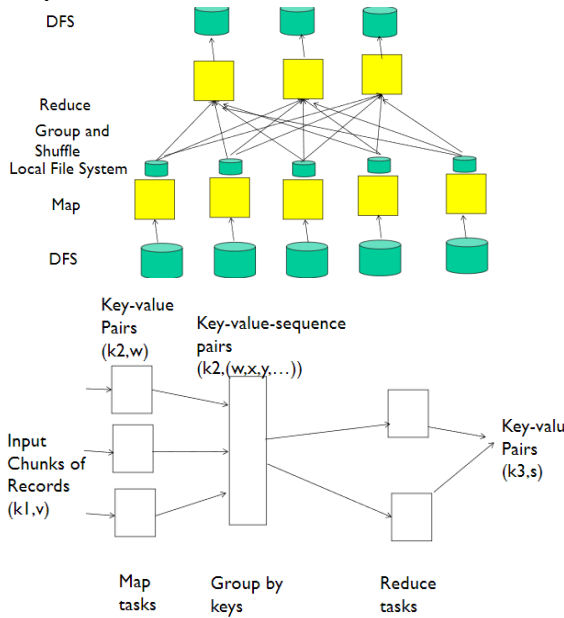 DFS
Reduce
Group and
Shuffle
Local File System
Map
DFS
Key-value
Pairs
(k2,w)
Key-value-sequence
pairs
(k2,(w,x,y,...))
Input
Chunks of
Records
(k1,v)
Key-valu
Pairs
(k3,s)
Map
tasks
Group by
keys
Reduce
tasks